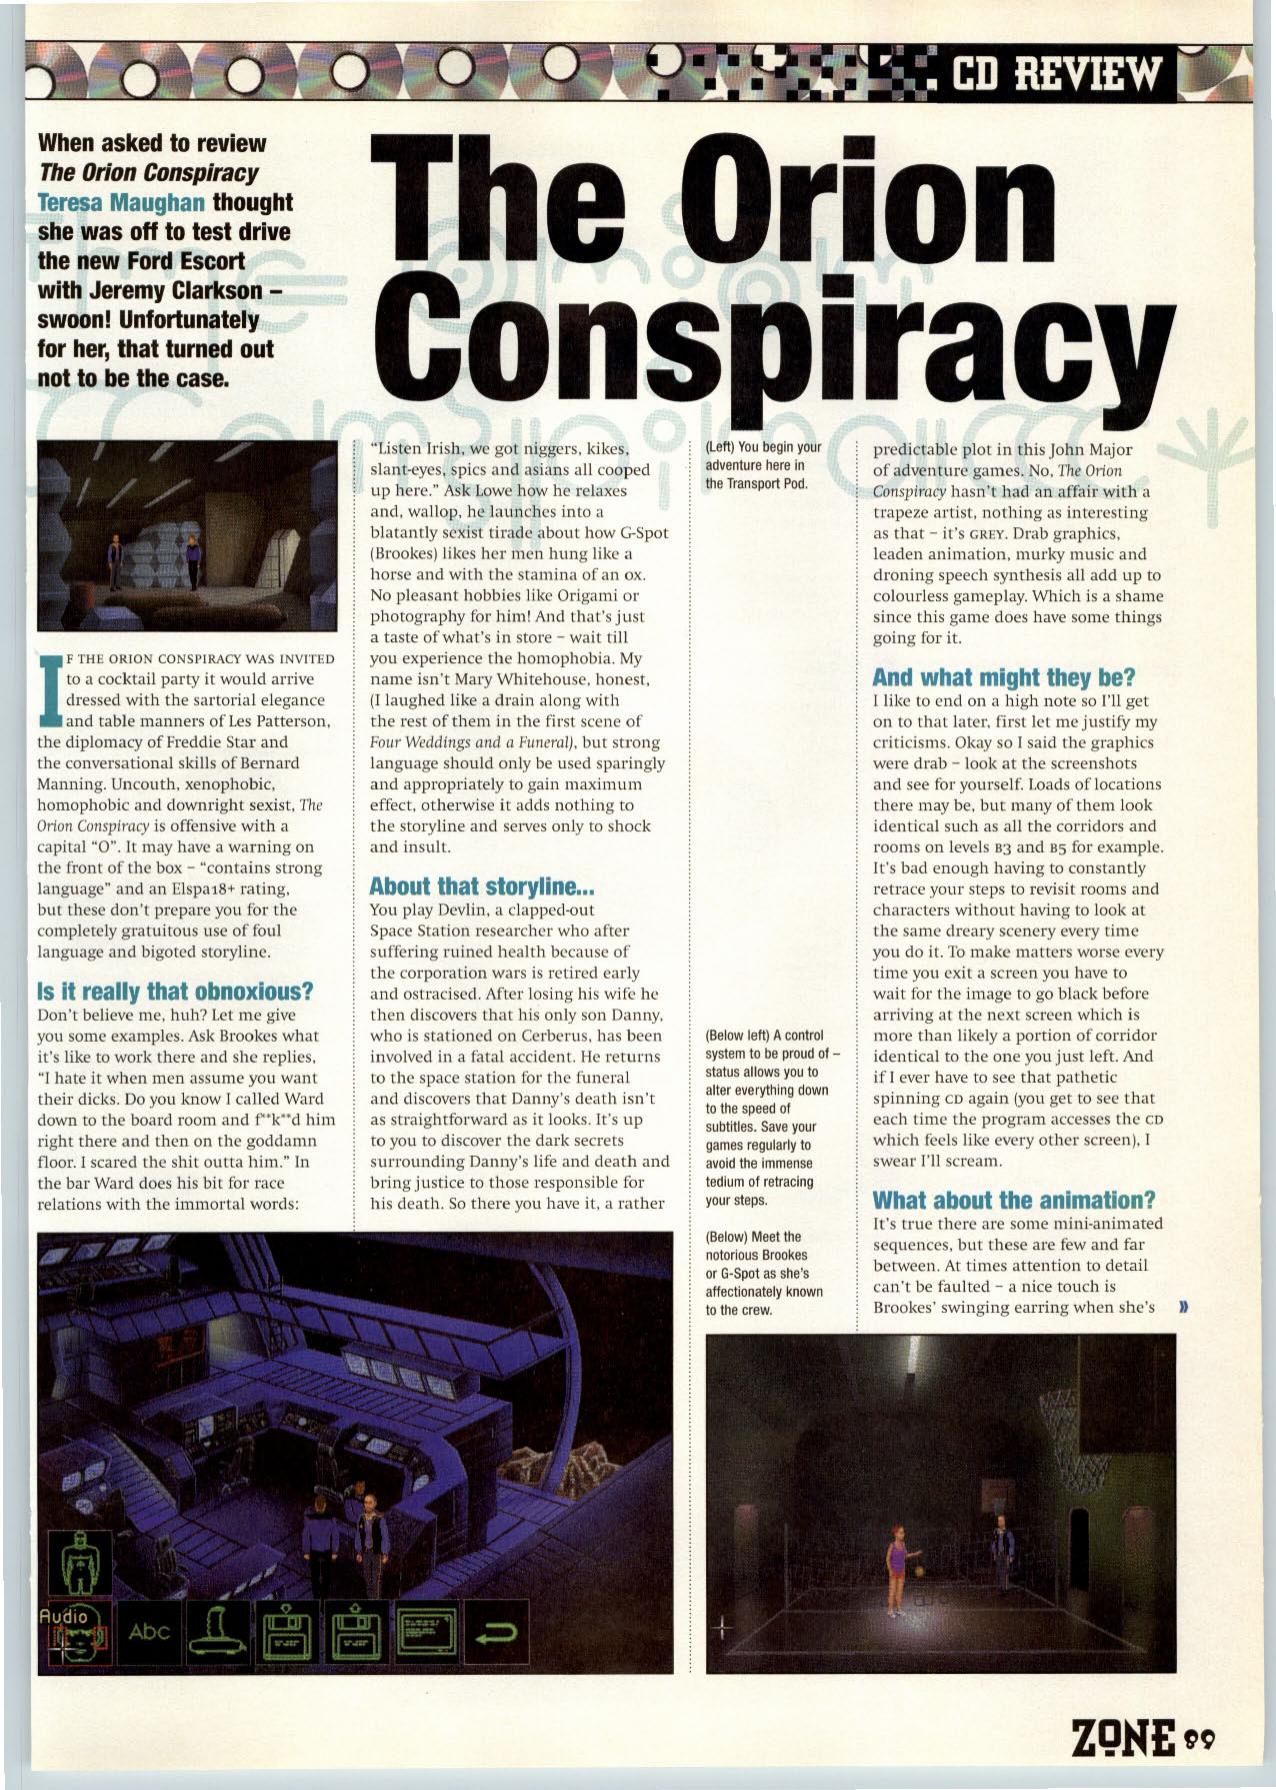 CD REVIEW
When asked to review
The Orion Conspiracy
Teresa Maughan thought
she was off to test drive
the new Ford Escort
with Jeremy Clarkson –
swoon! Unfortunately
for her, that turned out
not to be the case.
The Orion
Conspiracy
IF THE ORION CONSPIRACY WAS INVITED
to a cocktail party it would arrive
dressed with the sartorial elegance
and table manners of Les Patterson,
the diplomacy of Freddie Star and
the conversational skills of Bernard
Manning. Uncouth, xenophobic,
homophobic and downright sexist, The
Orion Conspiracy is offensive with a
capital "O". It may have a warning on
the front of the box – "contains strong
language" and an Elspa18+ rating,
but these don't prepare you for the
completely gratuitous use of foul
language and bigoted storyline.
Is it really that obnoxious?
Don't believe me, huh? Let me give
you some examples. Ask Brookes what
it's like to work there and she replies,
"I hate it when men assume you want
their dicks. Do you know I called Ward
down to the board room and f**k**d him
right there and then on the goddamn
floor. I scared the shit outta him." In
the bar Ward does his bit for race
relations with the immortal words:
"Listen Irish, we got niggers, kikes,
slant-eyes, spics and asians all cooped
up here." Ask Lowe how he relaxes
and, wallop, he launches into a
blatantly sexist tirade about how G-Spot
(Brookes) likes her men hung like a
horse and with the stamina of an ox.
No pleasant hobbies like Origami or
photography for him! And that's just
a taste of what's in store – wait till
you experience the homophobia. My
name isn't Mary Whitehouse, honest,
(I laughed like a drain along with
the rest of them in the first scene of
Four Weddings and a Funeral), but strong
language should only be used sparingly
and appropriately to gain maximum
effect, otherwise it adds nothing to
the storyline and serves only to shock
and insult.
About that storyline...
You play Devlin, a clapped-out
Space Station researcher who after
suffering ruined health because of
the corporation wars is retired early
and ostracised. After losing his wife he
then discovers that his only son Danny,
who is stationed on Cerberus, has been
involved in a fatal accident. He returns
to the space station for the funeral
and discovers that Danny's death isn't
as straightforward as it looks. It's up
to you to discover the dark secrets
surrounding Danny's life and death and
bring justice to those responsible for
his death. So there you have it, a rather
(Left) You begin your
adventure here in
the Transport Pod.
(Below left) A control
system to be proud of –
status allows you to
alter everything down
to the speed of
subtitles. Save your
games regularly to
avoid the immense
tedium of retracing
your steps.
(Below) Meet the
notorious Brookes
or G-Spot as she's
affectionately known
to the crew.
predictable plot in this John Major
of adventure games. No, The Orion
Conspiracy hasn't had an affair with a
trapeze artist, nothing as interesting
as that – it's GREY. Drab graphics,
leaden animation, murky music and
droning speech synthesis all add up to
colourless gameplay. Which is a shame
since this game does have some things
going for it.
And what might they be?
I like to end on a high note so I'll get
on to that later, first let me justify my
criticisms. Okay so I said the graphics
were drab – look at the screenshots
and see for yourself. Loads of locations
there may be, but many of them look
identical such as all the corridors and
rooms on levels B3 and B5 for example.
It's bad enough having to constantly
retrace your steps to revisit rooms and
characters without having to look at
the same dreary scenery every time
you do it. To make matters worse every
time you exit a screen you have to
wait for the image to go black before
arriving at the next screen which is
more than likely a portion of corridor
identical to the one you just left. And
if I ever have to see that pathetic
spinning CD again (you get to see that
each time the program accesses the CD
which feels like every other screen), I
swear I'll scream.
What about the animation?
It's true there are some mini-animated
sequences, but these are few and far
between. At times attention to detail
can't be faulted – a nice touch is
Brookes' swinging earring when she's »
Audio
Abc
ZONE 89